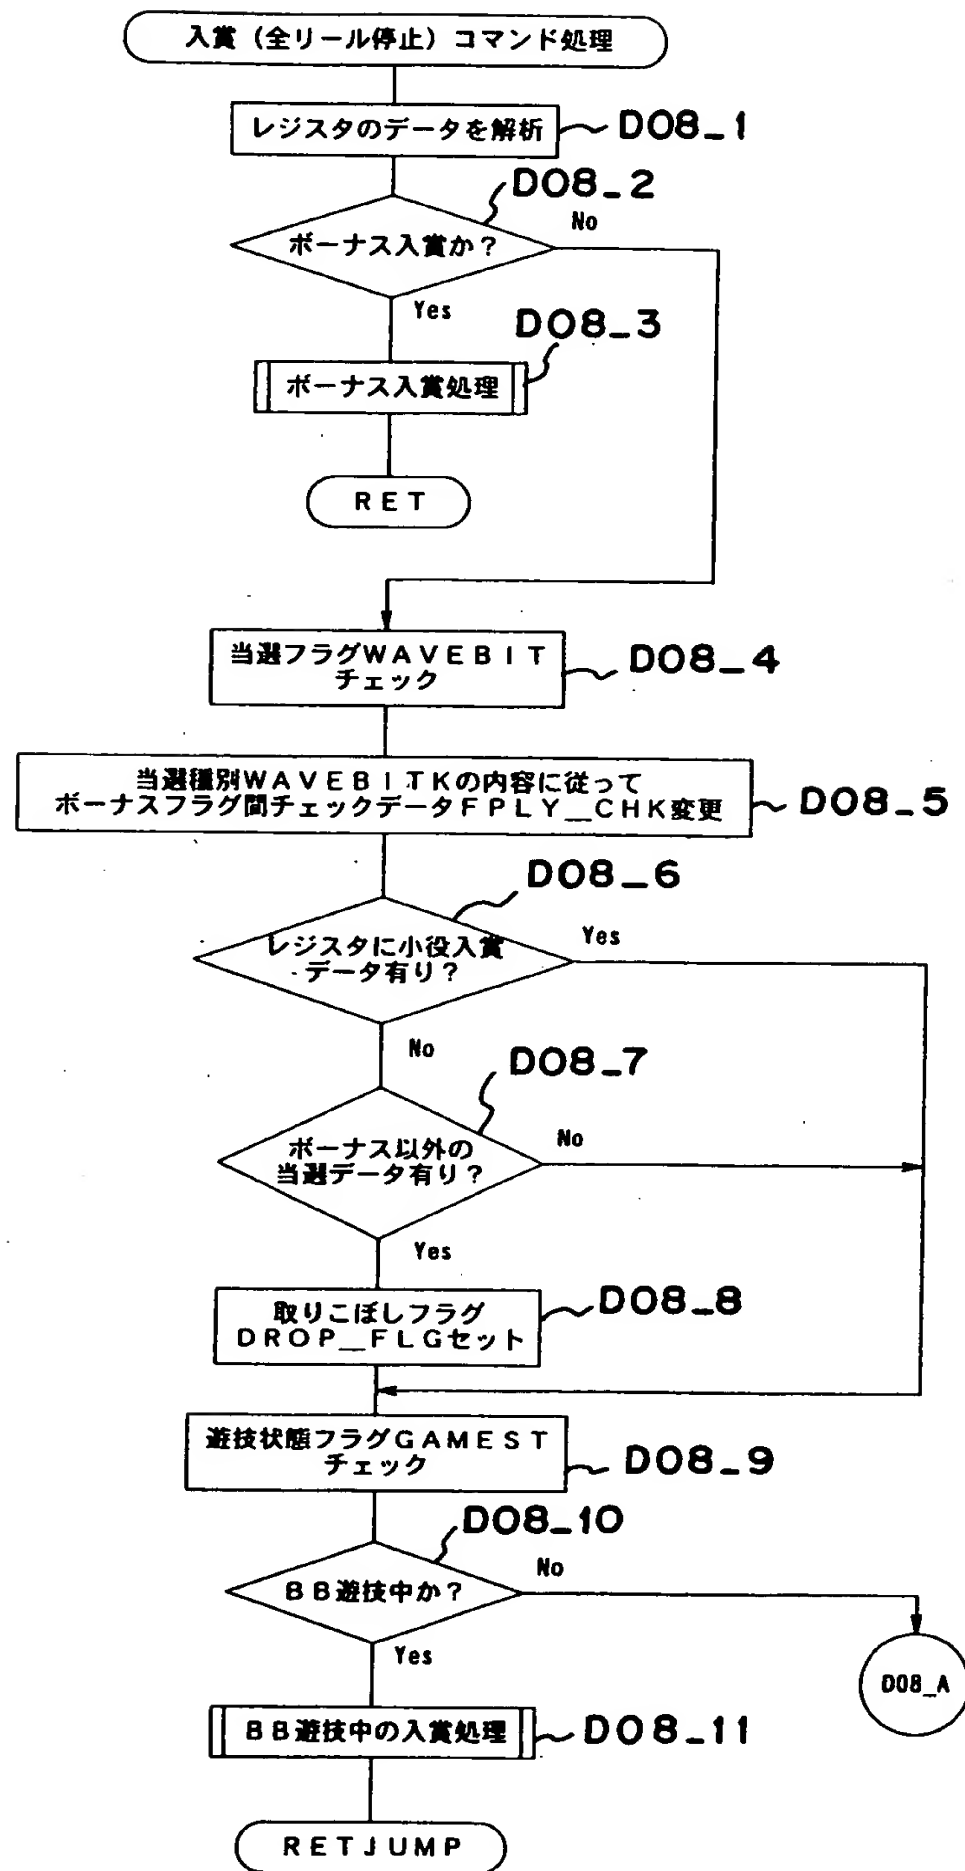 入賞（全リール停止）コマンド処理
レジスタのデータを解析
D08_1
D08_2
ボーナス入賞か？
No
Yes
D08_3
ボーナス入賞処理
RET
当選フラグWAVEBIT
チェック
D08_4
当選種別WAVEBITKの内容に従って
ボーナスフラグ間チェックデータFPLY__CHK変更
D08_5
D08_6
レジスタに小役入賞
データ有り？
Yes
No
D08_7
ボーナス以外の
当選データ有り？
No
Yes
取りこぼしフラグ
DROP__FLGセット
D08_8
遊技状態フラグGAMEST
チェック
D08_9
D08_10
BB遊技中か？
No
Yes
D08_A
BB遊技中の入賞処理
D08_11
RETJUMP